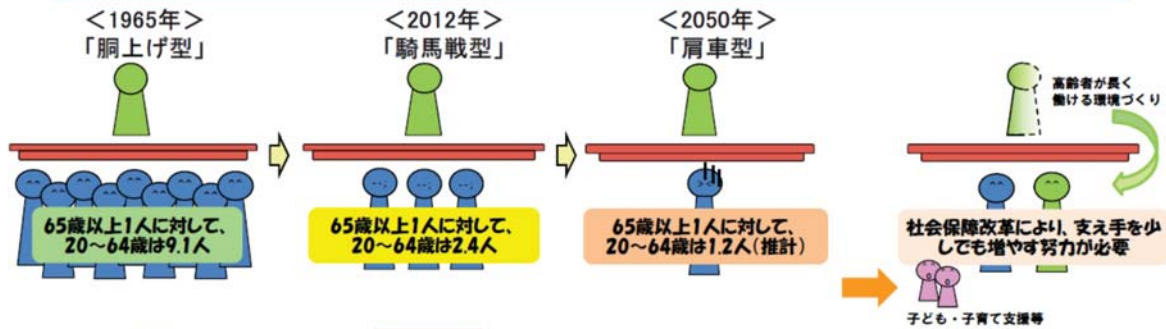 ＜1965年＞
「胴上げ型」
65歳以上1人に対して、
20～64歳は9.1人
＜2012年＞
「騎馬戦型」
65歳以上1人に対して、
20～64歳は2.4人
＜2050年＞
「肩車型」
65歳以上1人に対して、
20～64歳は1.2人（推計）
高齢者が長く
働ける環境づくり
社会保障改革により、支え手を少
しでも増やす努力が必要
子ども・子育て支援等